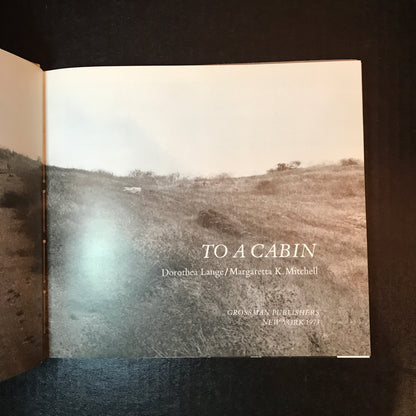 TO A CABIN
Dorothea Lange/Margaretta K. Mitchell
GROSSMAN PUBLISHERS
NEW YORK 1973